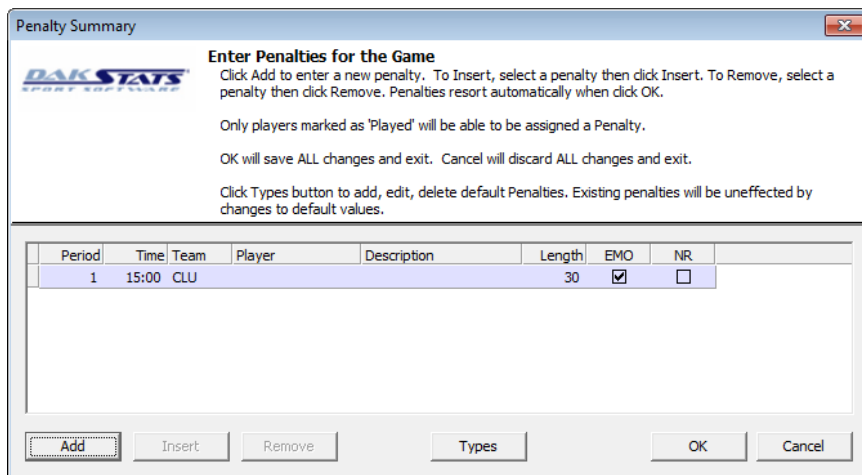 Penalty Summary
Enter Penalties for the Game
DAKSTATS
SPORT SOFTWARE
Click Add to enter a new penalty. To Insert, select a penalty then click Insert. To Remove, select a
penalty then click Remove. Penalties resort automatically when click OK.
Only players marked as 'Played' will be able to be assigned a Penalty.
OK will save ALL changes and exit. Cancel will discard ALL changes and exit.
Click Types button to add, edit, delete default Penalties. Existing penalties will be uneffected by
changes to default values.
Period Time Team Player Description Length EMO NR
1 15:00 CLU 30
Add Insert Remove Types OK Cancel